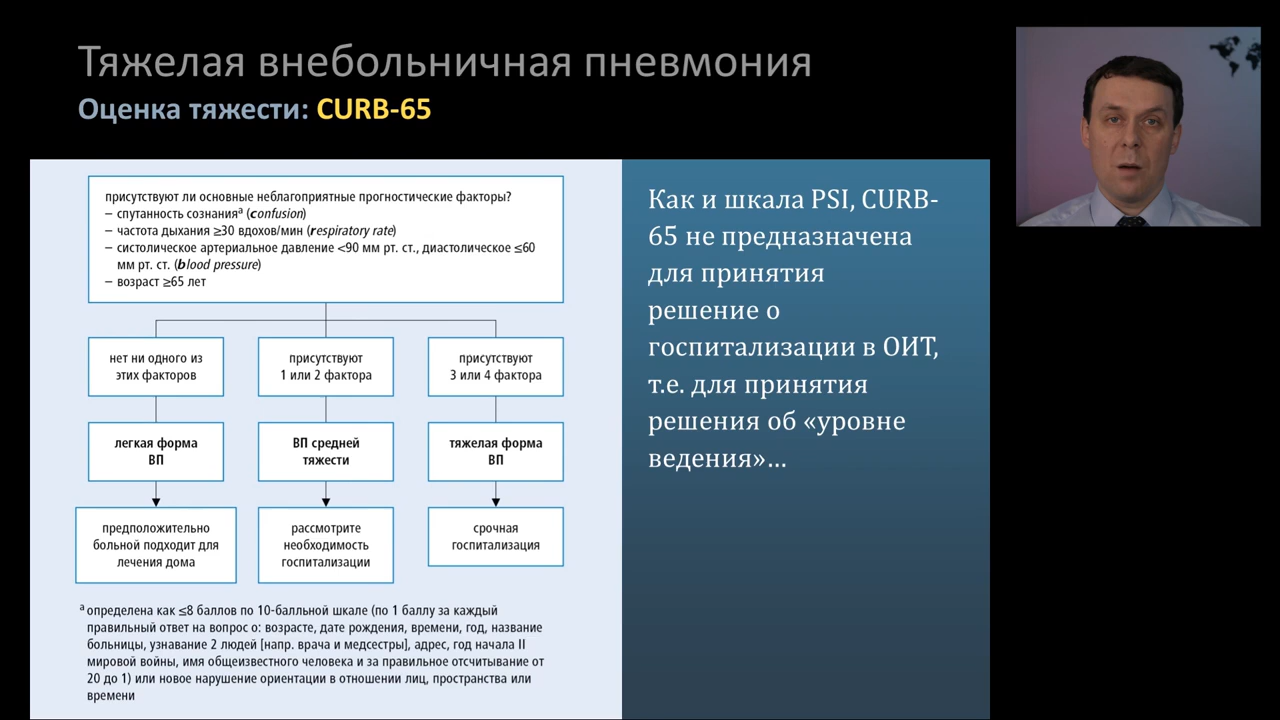 Тяжелая внебольничная пневмония
Оценка тяжести: CURB-65
присутствуют ли основные неблагоприятные прогностические факторы?
– спутанность сознанияª (confusion)
– частота дыхания ≥30 вдохов/мин (respiratory rate)
– систолическое артериальное давление <90 мм рт. ст., диастолическое ≤60
мм рт. ст. (blood pressure)
– возраст ≥65 лет
нет ни одного из
этих факторов
присутствуют
1 или 2 фактора
присутствуют
3 или 4 фактора
легкая форма
ВП
ВП средней
тяжести
тяжелая форма
ВП
предположительно
больной подходит для
лечения дома
рассмотрите
необходимость
госпитализации
срочная
госпитализация
ª определена как ≤8 баллов по 10-балльной шкале (по 1 баллу за каждый
правильный ответ на вопрос о: возрасте, дате рождения, времени, год, название
больницы, узнавание 2 людей [напр. врача и медсестры], адрес, год начала II
мировой войны, имя общеизвестного человека и за правильное отсчитывание от
20 до 1) или новое нарушение ориентации в отношении лиц, пространства или
времени
Как и шкала PSI, CURB-
65 не предназначена
для принятия
решение о
госпитализации в ОИТ,
т.е. для принятия
решения об «уровне
ведения»…